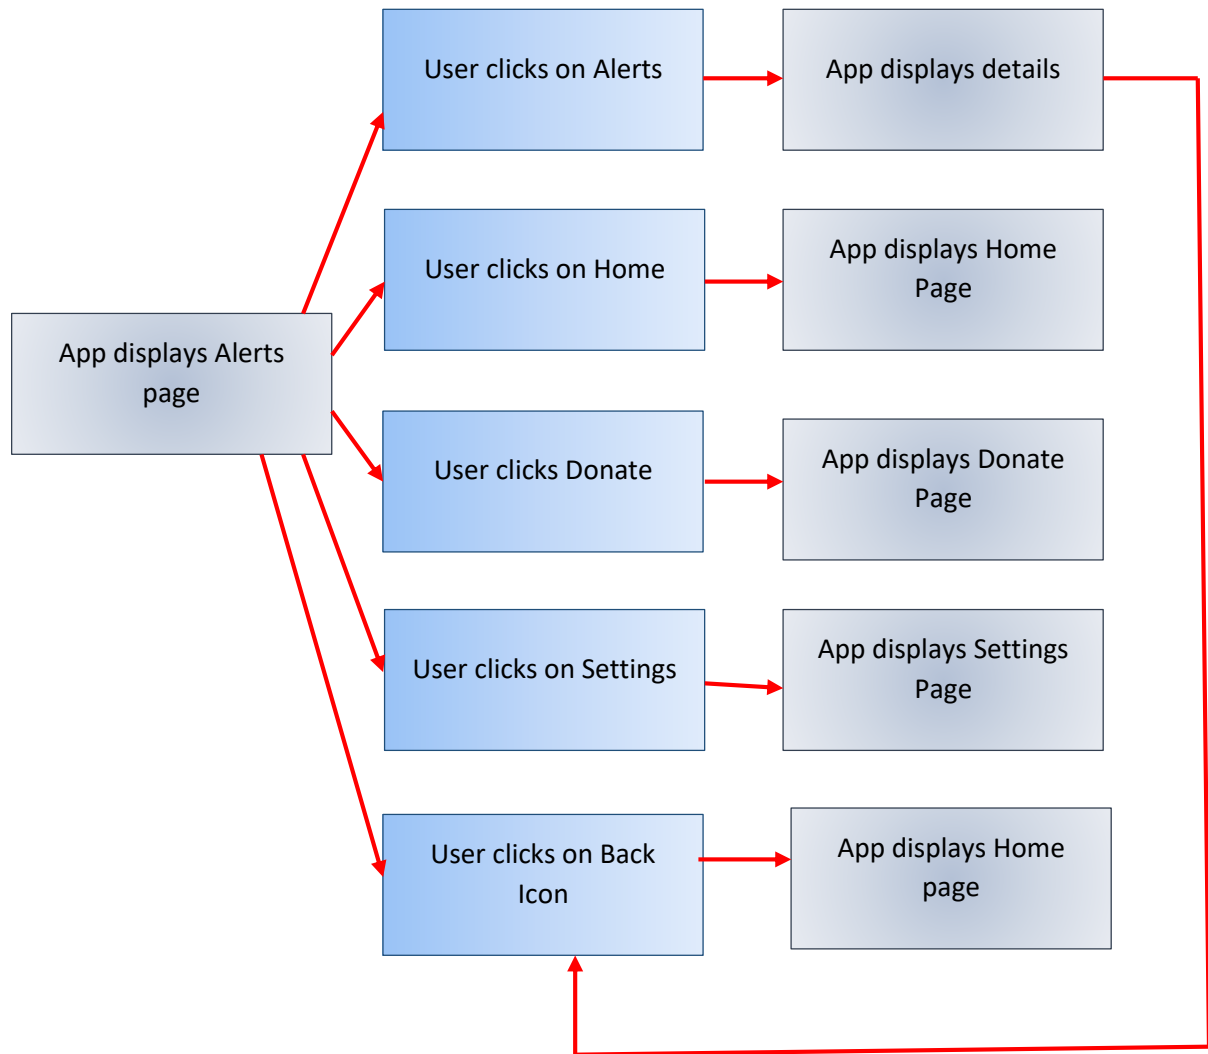 User clicks on Alerts
App displays details
User clicks on Home
App displays Home
Page
App displays Alerts
page
User clicks Donate
App displays Donate
Page
User clicks on Settings
App displays Settings
Page
User clicks on Back
Icon
App displays Home
page